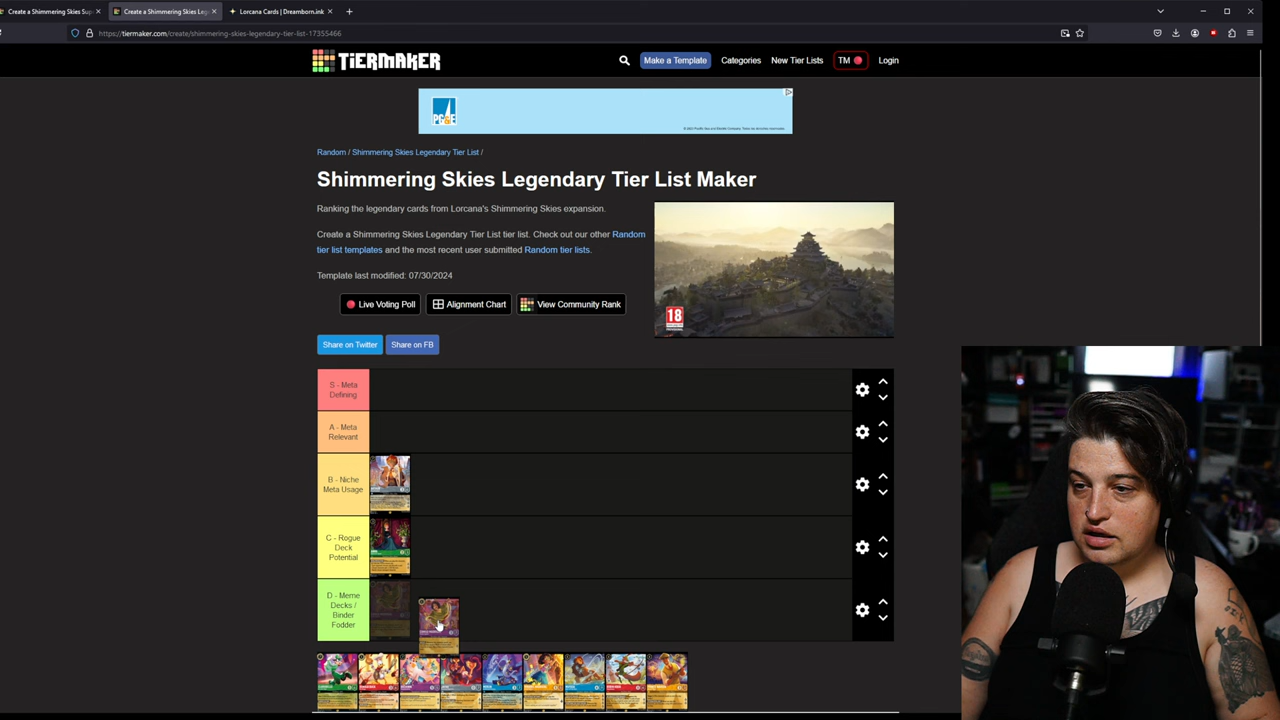 Create a Shimmering Skies Sup
Create a Shimmering Skies Leg
Lorcana Cards | Dreamborn.ink
https://tiermaker.com/create/shimmering-skies-legendary-tier-list-17355466
TiERMAKER
Make a Template
Categories
New Tier Lists
TM
Login
Random / Shimmering Skies Legendary Tier List /
Shimmering Skies Legendary Tier List Maker
Ranking the legendary cards from Lorcana's Shimmering Skies expansion.
Create a Shimmering Skies Legendary Tier List tier list. Check out our other Random
tier list templates and the most recent user submitted Random tier lists.
Template last modified: 07/30/2024
18
Live Voting Poll
Alignment Chart
View Community Rank
Share on Twitter
Share on FB
S - Meta
Defining
A - Meta
Relevant
B - Niche
Meta Usage
C - Rogue
Deck
Potential
D - Meme
Decks /
Binder
Fodder